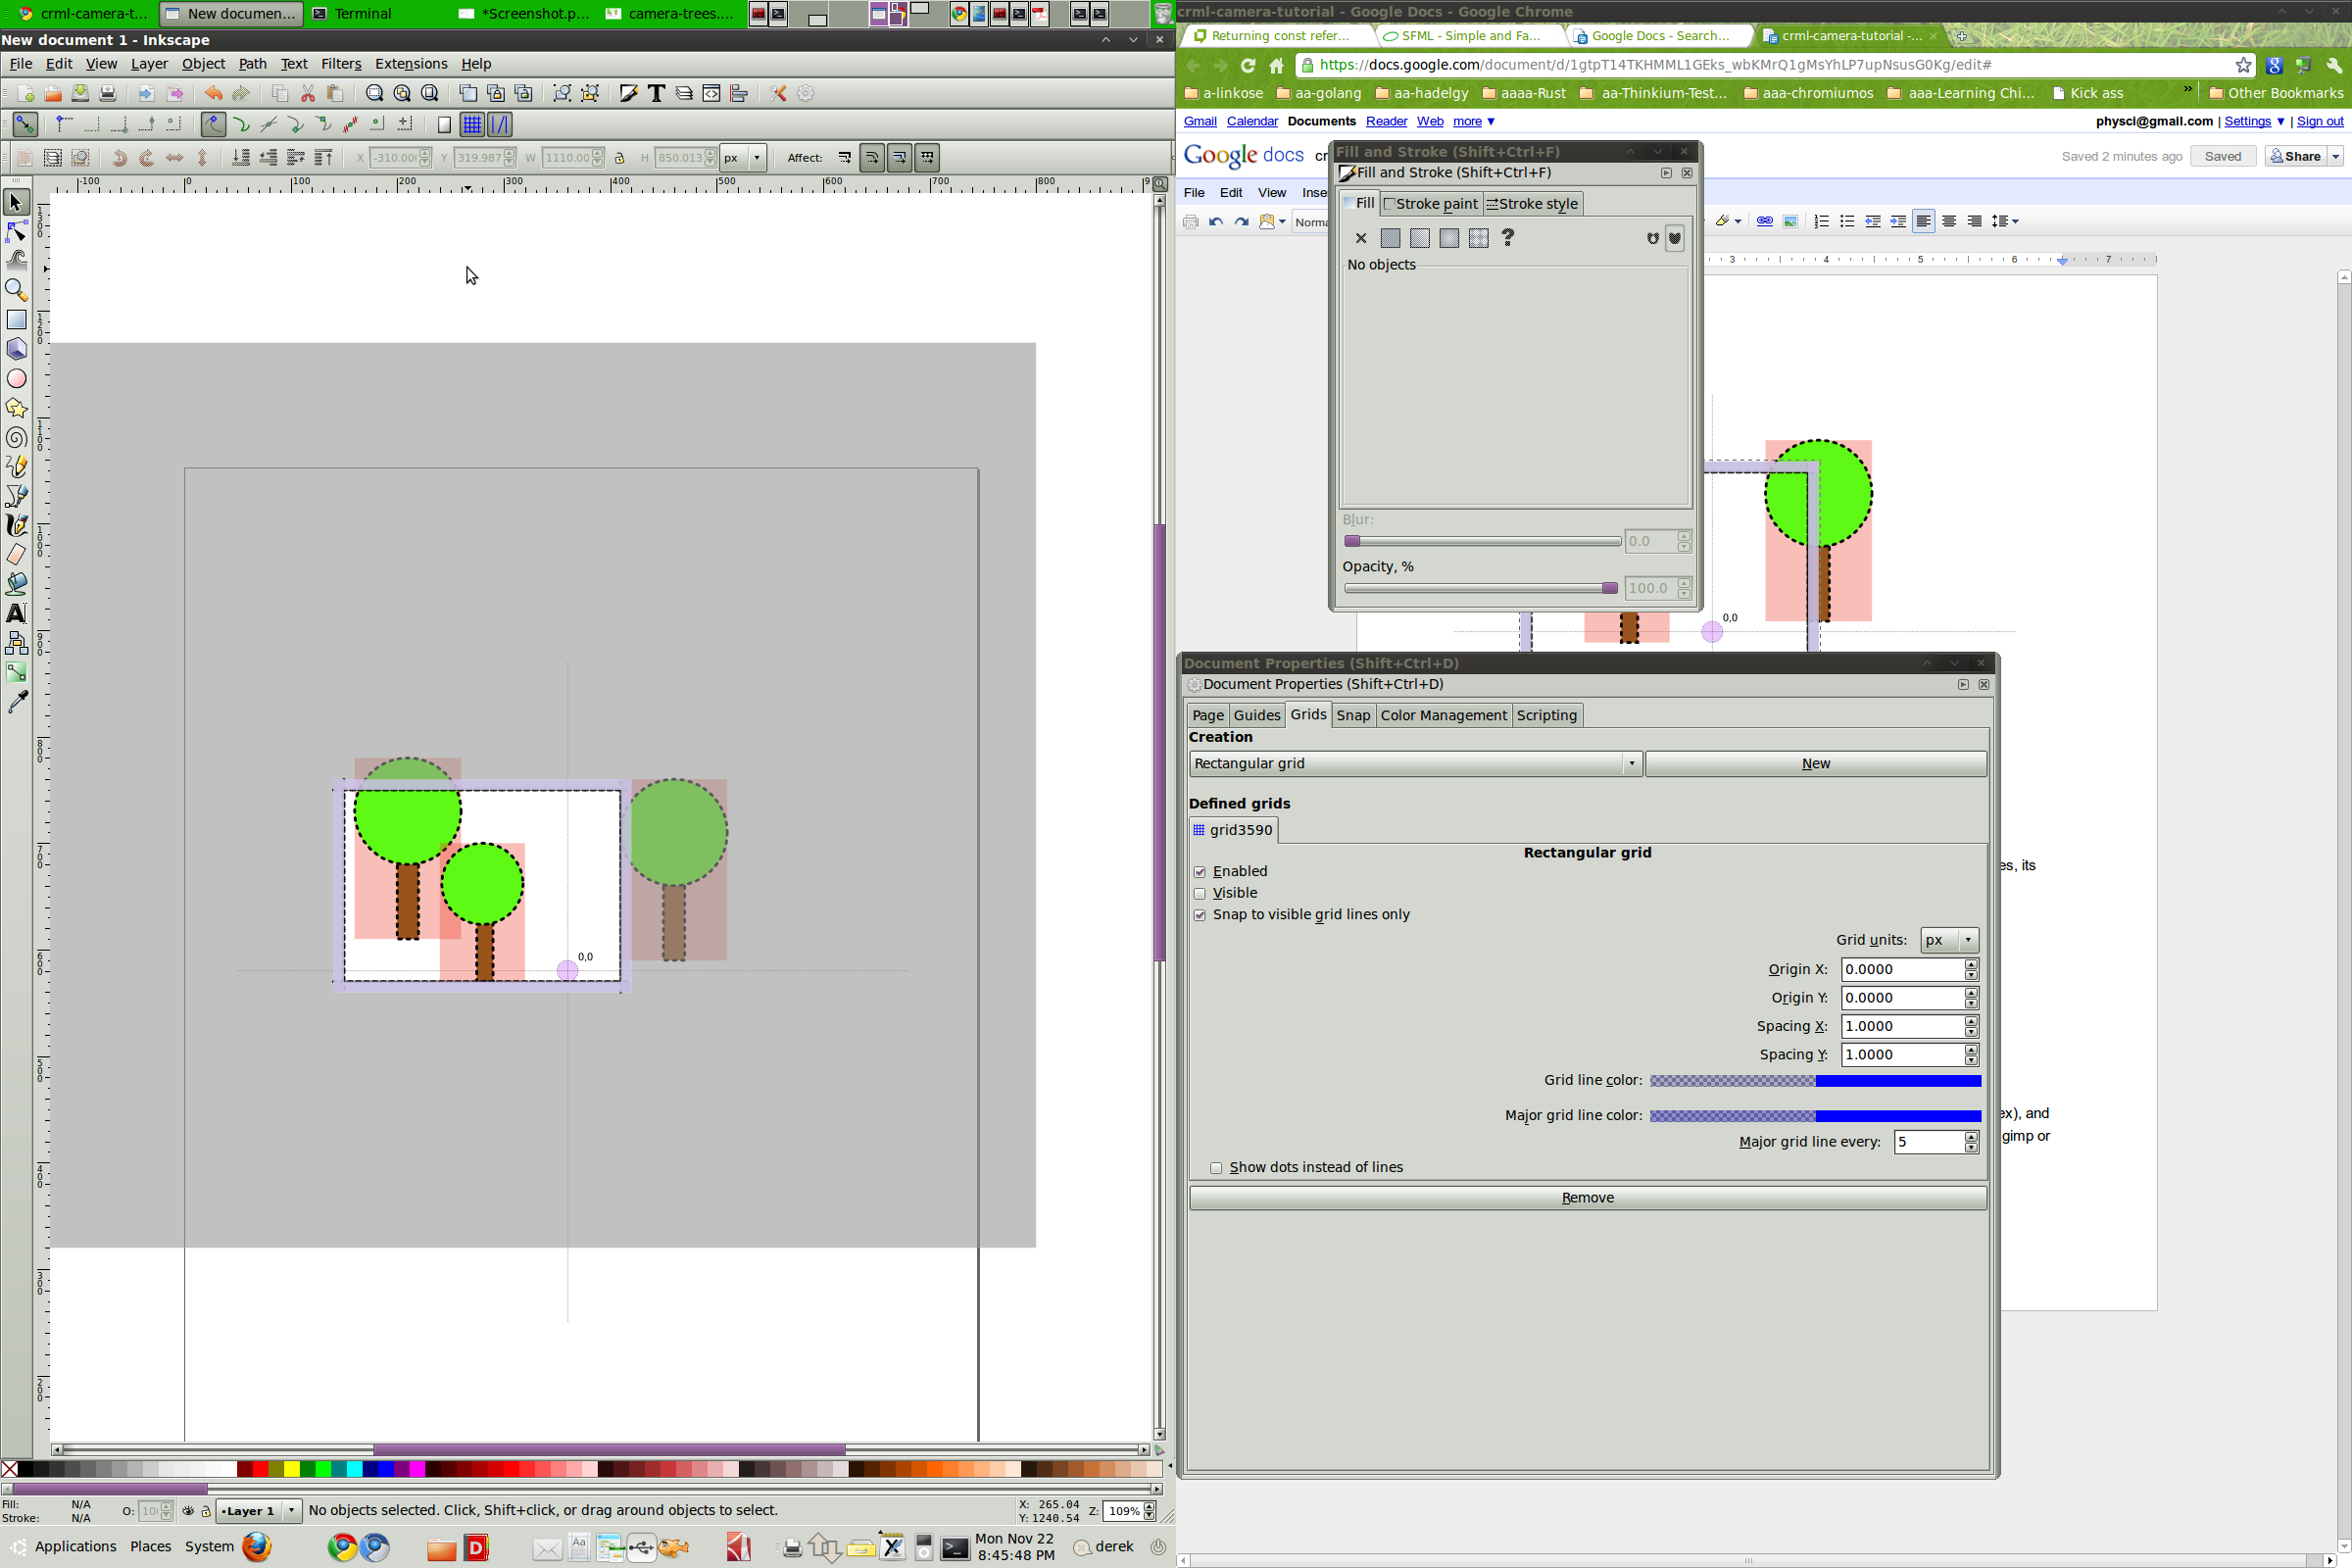 crml-camera-t...
New documen...
Terminal
*Screenshot.p...
camera-trees....
New document 1 - Inkscape
File Edit View Layer Object Path Text Filters Extensions Help
X -310.00 Y 319.987 W 1110.00 H 850.013 px Affect:
-100 0 100 200 300 400 500 600 700 800 9
1300
1200
1100
1000
900
800
700
600
500
400
300
200
0,0
Fill: N/A
Stroke: N/A
O: 10
•Layer 1
No objects selected. Click, Shift+click, or drag around objects to select.
X: 265.04
Y: 1240.54
Z: 109%
Applications Places System
Mon Nov 22
8:45:48 PM
derek
crml-camera-tutorial - Google Docs - Google Chrome
Returning const refer... SFML - Simple and Fa... Google Docs - Search... crml-camera-tutorial -...
https://docs.google.com/document/d/1gtpT14TKHMML1GEks_wbKMrQ1gMsYhLP7upNsusG0Kg/edit#
a-linkose aa-golang aa-hadelgy aaaa-Rust aa-Thinkium-Test... aaa-chromiumos aaa-Learning Chi... Kick ass » Other Bookmarks
Gmail Calendar Documents Reader Web more ▼
physci@gmail.com | Settings ▼ | Sign out
Google docs cr
Saved 2 minutes ago Saved Share
File Edit View Inse
Norma
3 4 5 6 7
Fill and Stroke (Shift+Ctrl+F)
Fill and Stroke (Shift+Ctrl+F)
Fill Stroke paint Stroke style
?
No objects
Blur:
0.0
Opacity, %
100.0
0,0
Document Properties (Shift+Ctrl+D)
Document Properties (Shift+Ctrl+D)
Page Guides Grids Snap Color Management Scripting
Creation
Rectangular grid New
Defined grids
grid3590
Rectangular grid
Enabled
Visible
Snap to visible grid lines only
Grid units: px
Origin X: 0.0000
Origin Y: 0.0000
Spacing X: 1.0000
Spacing Y: 1.0000
Grid line color:
Major grid line color:
Major grid line every: 5
Show dots instead of lines
Remove
es, its
ex), and
gimp or